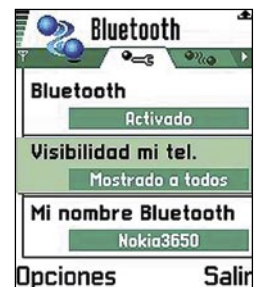 Bluetooth
Bluetooth
Activado
Visibilidad mi tel.
Mostrado a todos
Mi nombre Bluetooth
Nokia3650
Opciones Salir